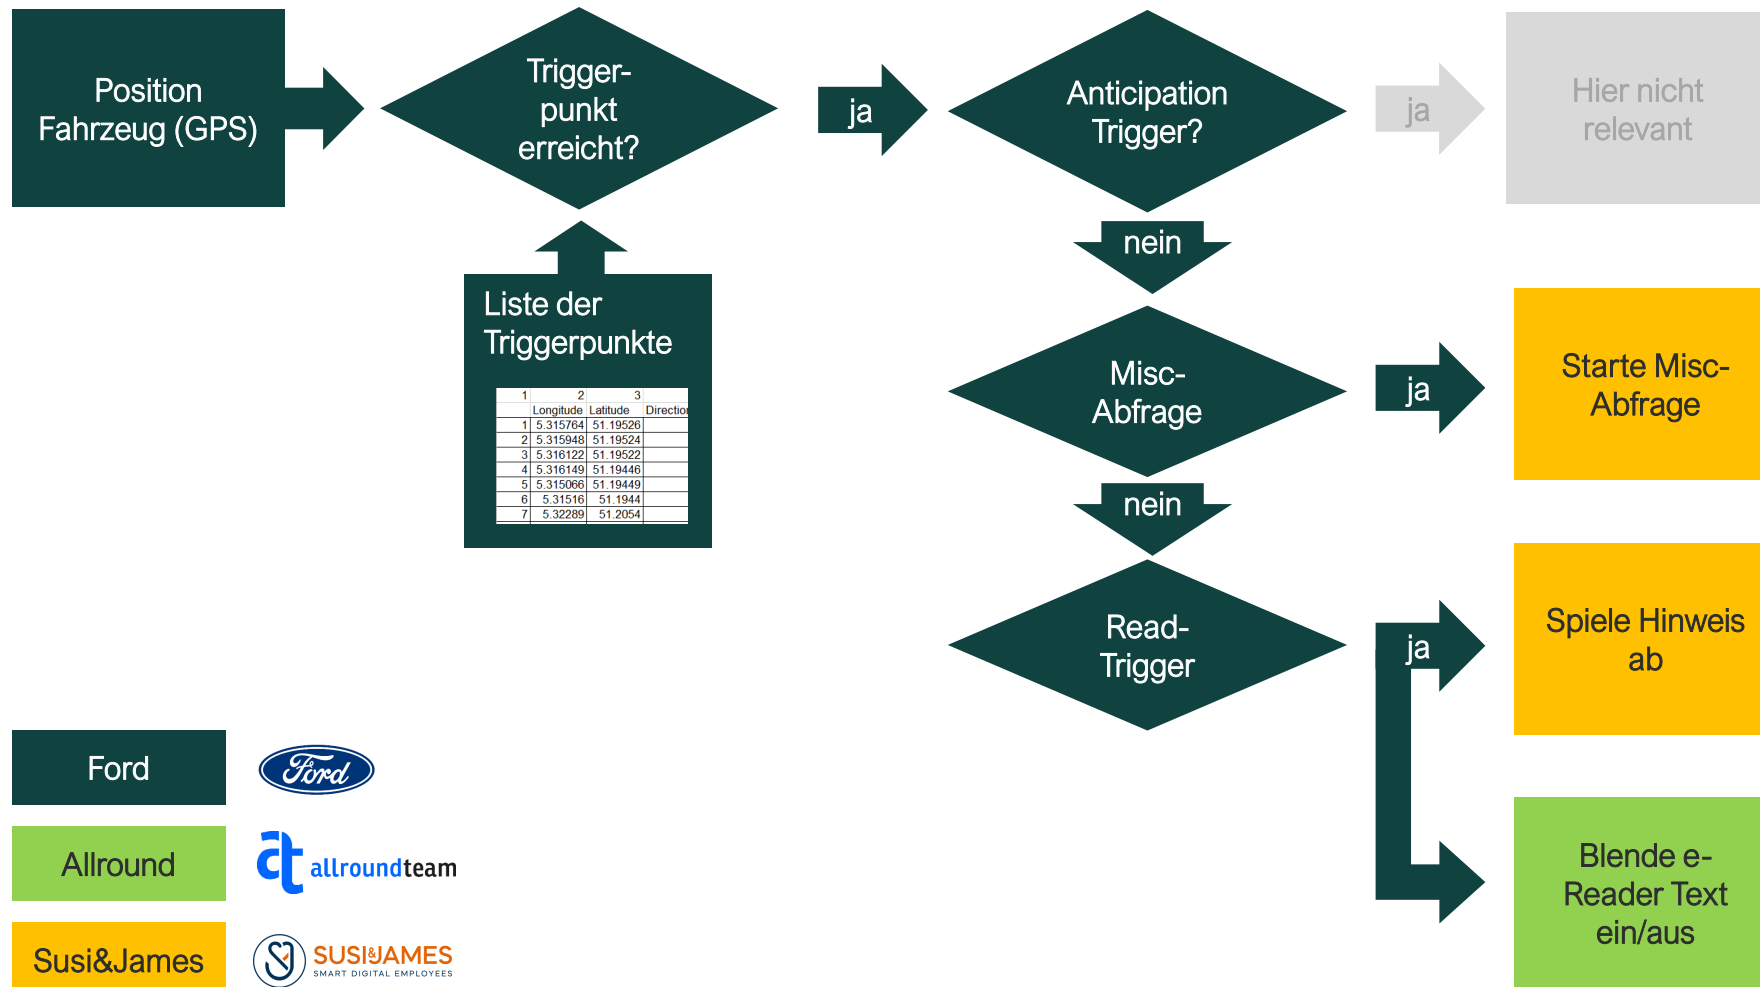 Position
Fahrzeug (GPS)
Trigger-
punkt
erreicht?
ja
Anticipation
Trigger?
ja
Hier nicht
relevant
nein
Liste der
Triggerpunkte
1 2 3
Longitude Latitude Direction
1 5.315764 51.19526
2 5.315948 51.19524
3 5.316122 51.19522
4 5.316149 51.19446
5 5.315066 51.19449
6 5.31516 51.1944
7 5.32289 51.2054
Misc-
Abfrage
ja
Starte Misc-
Abfrage
nein
Read-
Trigger
ja
Spiele Hinweis
ab
Blende e-
Reader Text
ein/aus
Ford
Ford
Allround
at allroundteam
Susi&James
SUSI&JAMES
SMART DIGITAL EMPLOYEES